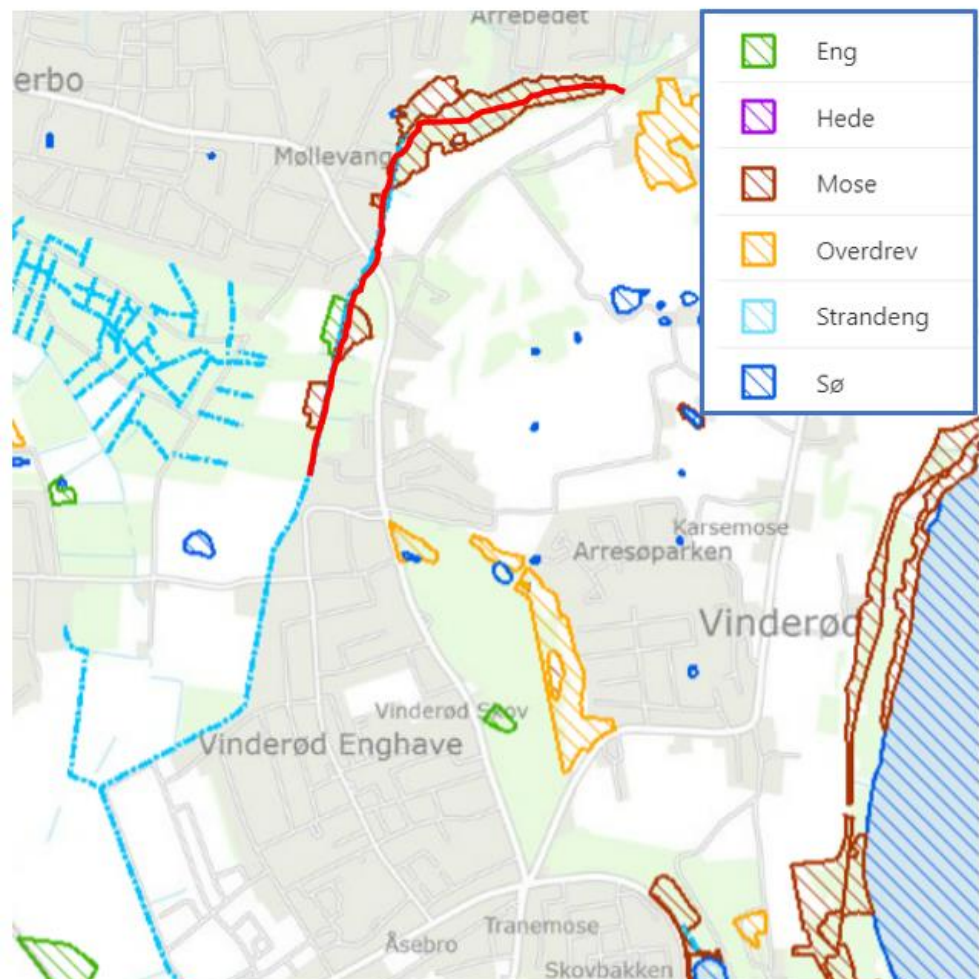 Arrebedet
erbo
Møllevang
Karsemose
Arresøparken
Vinderød
Vinderød Skov
Vinderød Enghave
Tranemose
Åsebro
Skovbakken
Eng
Hede
Mose
Overdrev
Strandeng
Sø